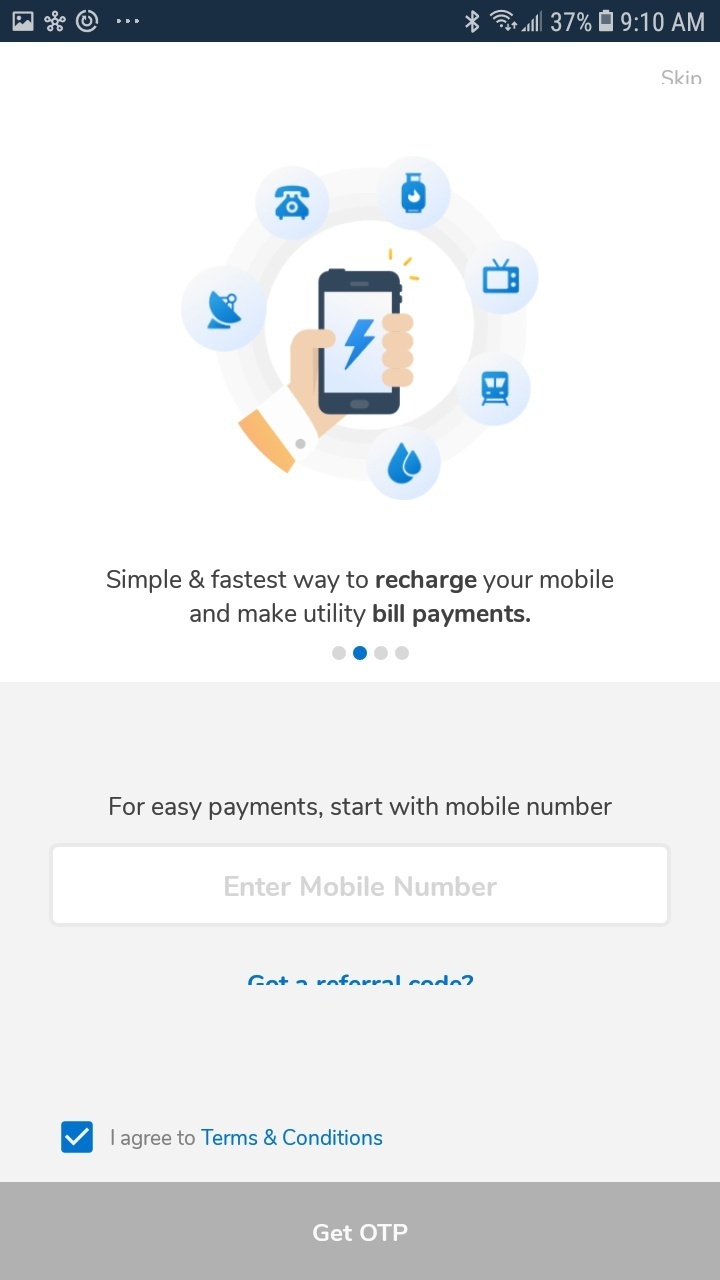 37% 9:10 AM
Skip
Simple & fastest way to recharge your mobile
and make utility bill payments.
For easy payments, start with mobile number
Enter Mobile Number
Got a referral code?
I agree to Terms & Conditions
Get OTP